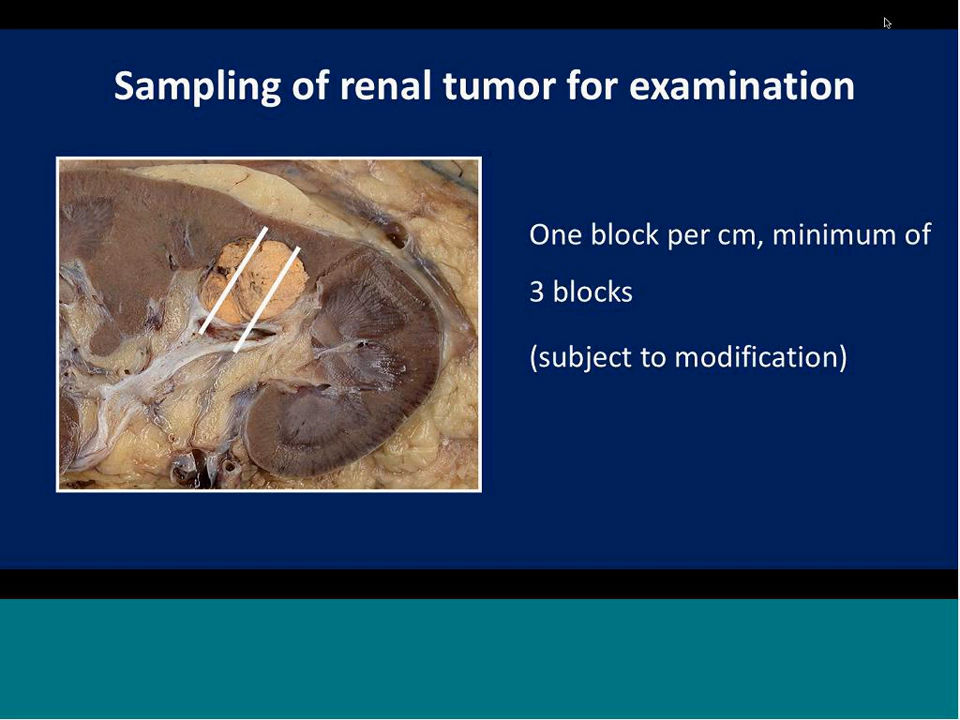 Sampling of renal tumor for examination
One block per cm, minimum of
3 blocks
(subject to modification)